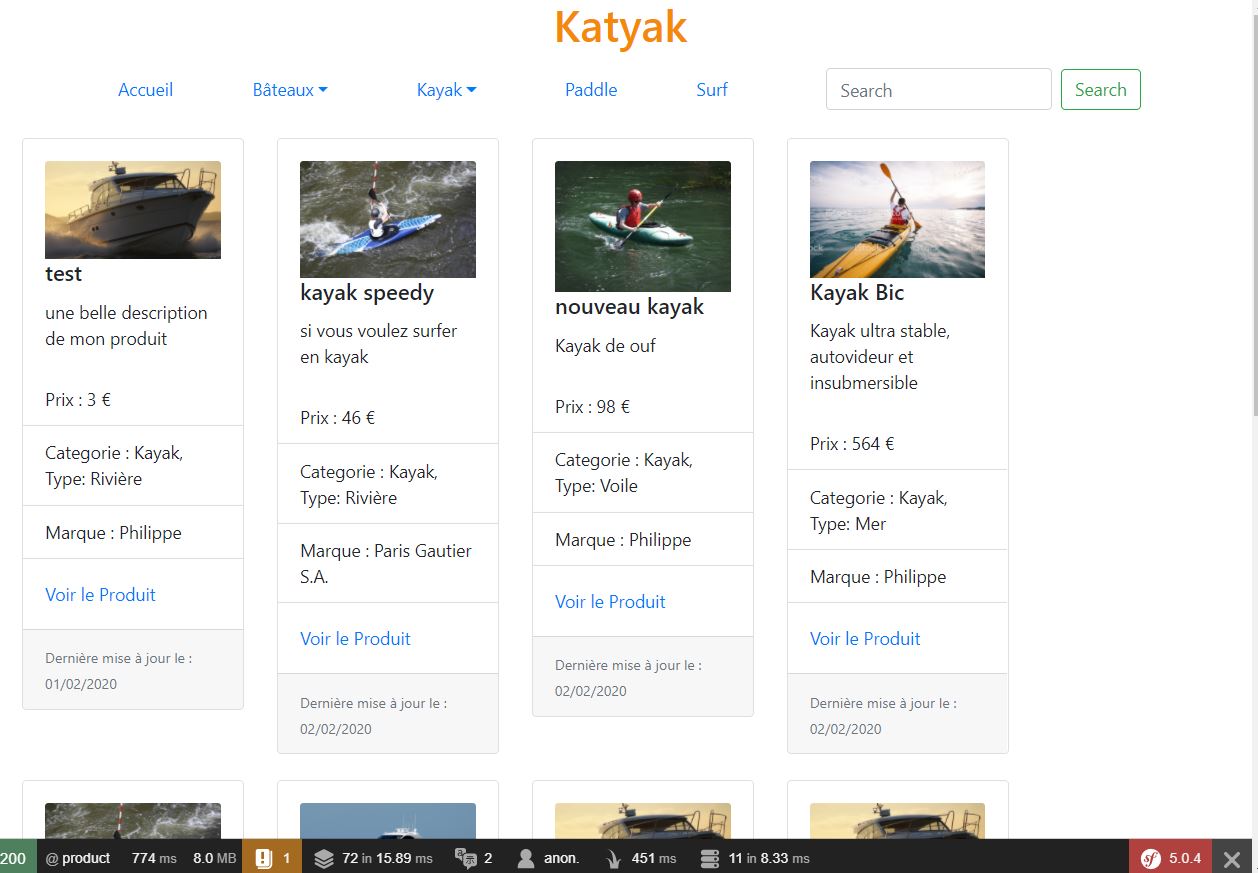 Katyak
Accueil
Bâteaux
Kayak
Paddle
Surf
Search
Search
test
une belle description
de mon produit
Prix : 3 €
Categorie : Kayak,
Type: Rivière
Marque : Philippe
Voir le Produit
Dernière mise à jour le :
01/02/2020
kayak speedy
si vous voulez surfer
en kayak
Prix : 46 €
Categorie : Kayak,
Type: Rivière
Marque : Paris Gautier
S.A.
Voir le Produit
Dernière mise à jour le :
02/02/2020
nouveau kayak
Kayak de ouf
Prix : 98 €
Categorie : Kayak,
Type: Voile
Marque : Philippe
Voir le Produit
Dernière mise à jour le :
02/02/2020
Kayak Bic
Kayak ultra stable,
autovideur et
insubmersible
Prix : 564 €
Categorie : Kayak,
Type: Mer
Marque : Philippe
Voir le Produit
Dernière mise à jour le :
02/02/2020
200 @ product 774 ms 8.0 MB 1 72 in 15.89 ms 2 anon. 451 ms 11 in 8.33 ms sf 5.0.4